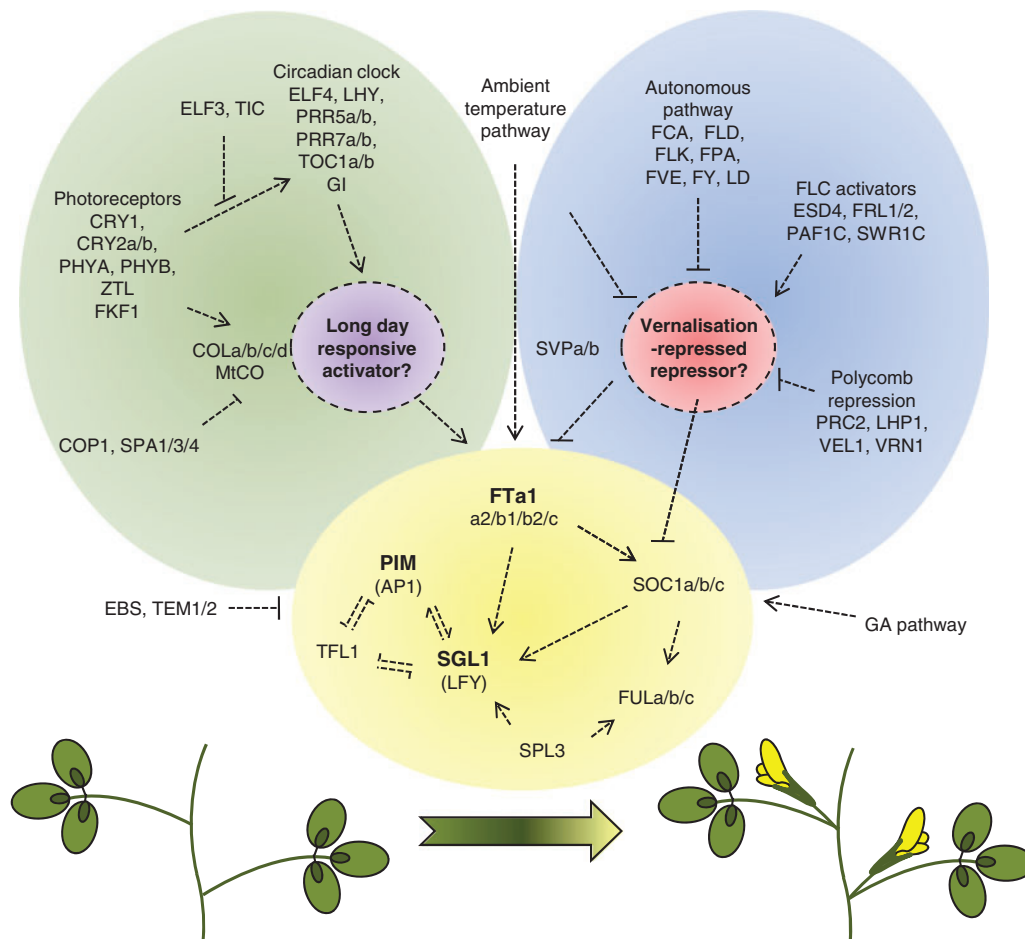 Circadian clock
ELF4, LHY,
PRR5a/b,
PRR7a/b,
TOC1a/b
GI
ELF3, TIC
Photoreceptors
CRY1,
CRY2a/b,
PHYA, PHYB,
ZTL
FKF1
Long day
responsive
activator?
COLa/b/c/d
MtCO
COP1, SPA1/3/4
Ambient
temperature
pathway
Autonomous
pathway
FCA, FLD,
FLK, FPA,
FVE, FY, LD
FLC activators
ESD4, FRL1/2,
PAF1C, SWR1C
Vernalisation
-repressed
repressor?
SVPa/b
Polycomb
repression
PRC2, LHP1,
VEL1, VRN1
FTa1
a2/b1/b2/c
PIM
(AP1)
SOC1a/b/c
EBS, TEM1/2
GA pathway
TFL1
SGL1
(LFY)
FULa/b/c
SPL3